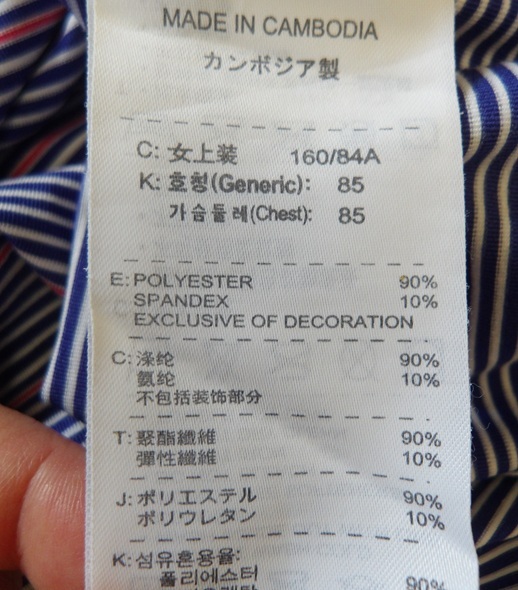 MADE IN CAMBODIA
カンボジア製
C: 女上装 160/84A
K: 호칭(Generic): 85
가슴둘레(Chest): 85
E: POLYESTER 90%
SPANDEX 10%
EXCLUSIVE OF DECORATION
C: 涤纶 90%
氨纶 10%
不包括装饰部分
T: 聚酯纖維 90%
彈性纖維 10%
J: ポリエステル 90%
ポリウレタン 10%
K: 섬유혼용율:
폴리에스터 90%